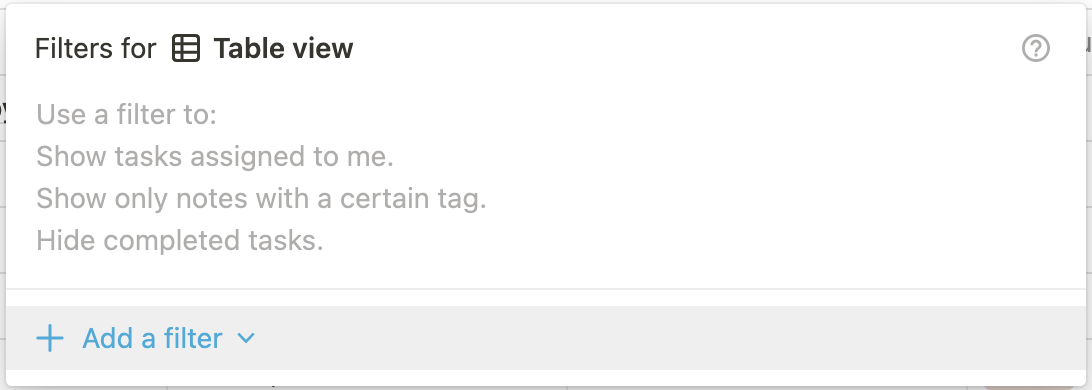 Filters for Table view
Use a filter to:
Show tasks assigned to me.
Show only notes with a certain tag.
Hide completed tasks.
Add a filter